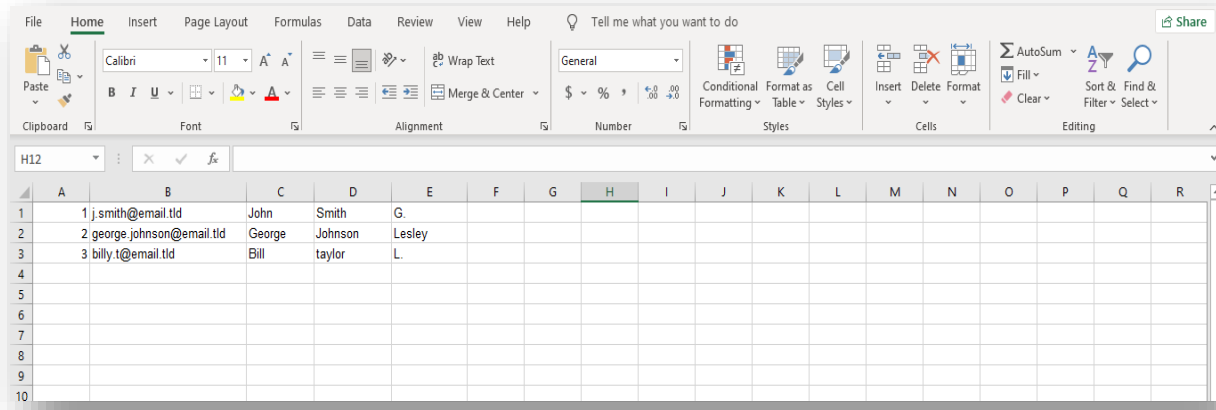 File Home Insert Page Layout Formulas Data Review View Help Tell me what you want to do Share
Calibri 11 A A ab Wrap Text General AutoSum
Paste B I U A Merge & Center $ % , .00 .00 Conditional Formatting Format as Table Cell Styles Insert Delete Format Fill Clear Sort & Filter Find & Select
Clipboard Font Alignment Number Styles Cells Editing
H12 fx
A B C D E F G H I J K L M N O P Q R
1 1 j.smith@email.tld John Smith G.
2 2 george.johnson@email.tld George Johnson Lesley
3 3 billy.t@email.tld Bill taylor L.
4
5
6
7
8
9
10